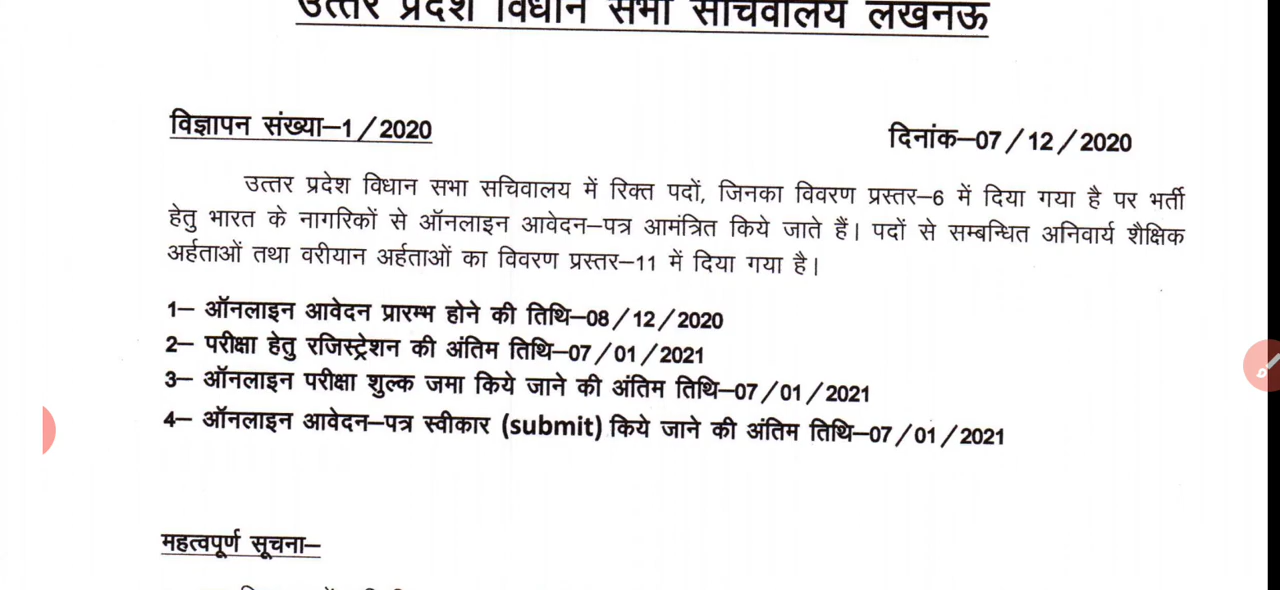 उत्तर प्रदेश विधान सभा सचिवालय लखनऊ
विज्ञापन संख्या–1/2020
दिनांक–07/12/2020
उत्तर प्रदेश विधान सभा सचिवालय में रिक्त पदों, जिनका विवरण प्रस्तर–6 में दिया गया है पर भर्ती
हेतु भारत के नागरिकों से ऑनलाइन आवेदन–पत्र आमंत्रित किये जाते हैं। पदों से सम्बन्धित अनिवार्य शैक्षिक
अर्हताओं तथा वरीयान अर्हताओं का विवरण प्रस्तर–11 में दिया गया है।
1– ऑनलाइन आवेदन प्रारम्भ होने की तिथि–08/12/2020
2– परीक्षा हेतु रजिस्ट्रेशन की अंतिम तिथि–07/01/2021
3– ऑनलाइन परीक्षा शुल्क जमा किये जाने की अंतिम तिथि–07/01/2021
4– ऑनलाइन आवेदन–पत्र स्वीकार (submit) किये जाने की अंतिम तिथि–07/01/2021
महत्वपूर्ण सूचना–